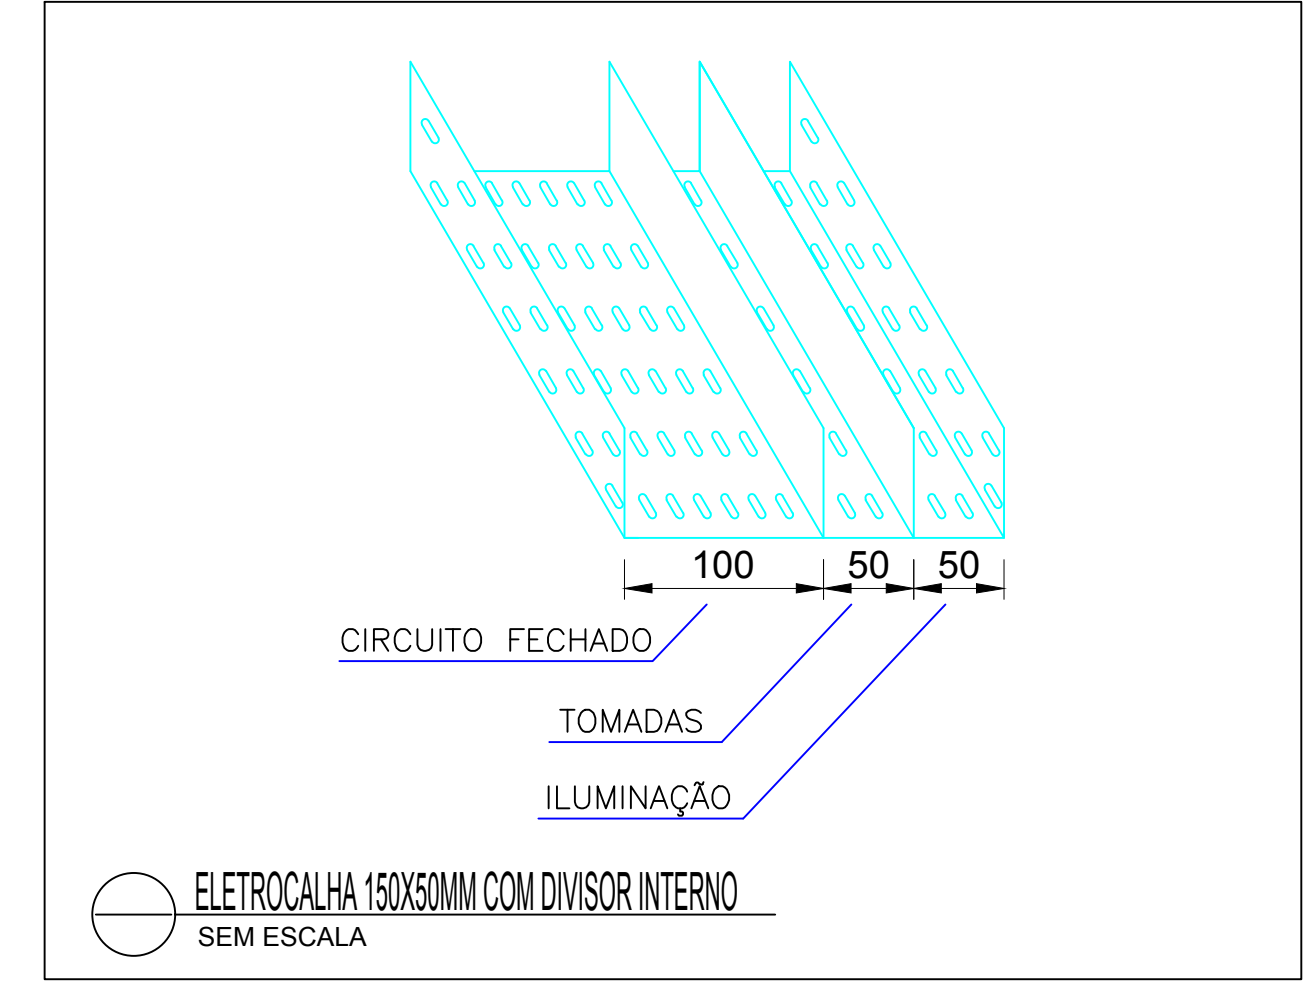 100 50 50
CIRCUITO FECHADO
TOMADAS
ILUMINAÇÃO
ELETROCALHA 150X50MM COM DIVISOR INTERNO
SEM ESCALA